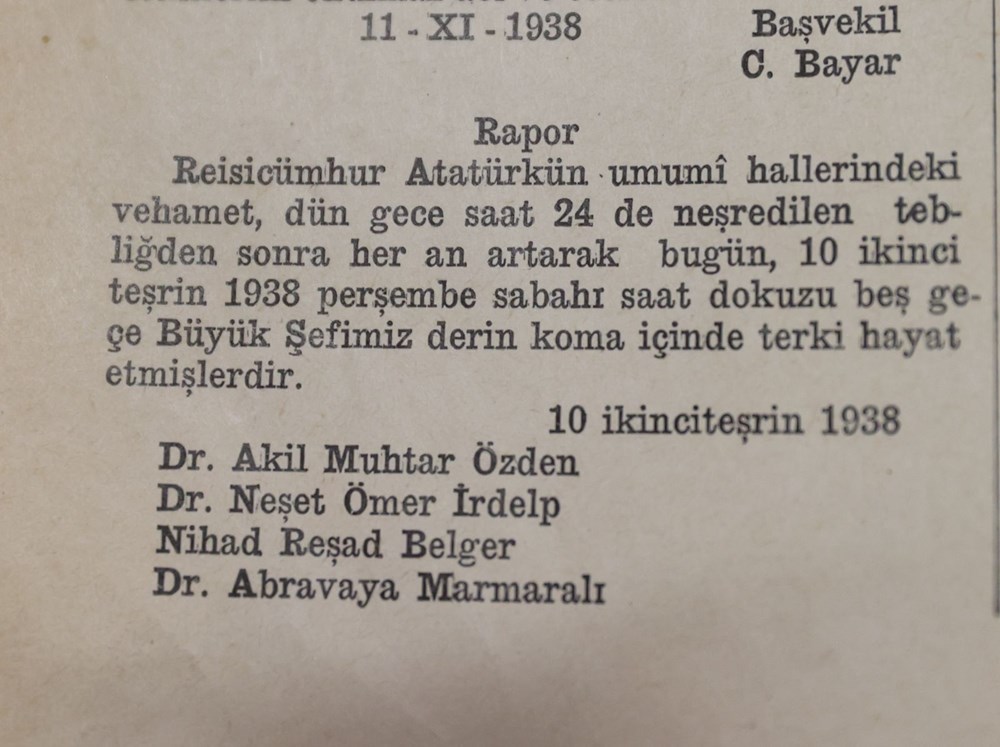 11 - XI - 1938
Başvekil
C. Bayar
Rapor
Reisicümhur Atatürkün umumî hallerindeki
vehamet, dün gece saat 24 de neşredilen teb-
liğden sonra her an artarak bugün, 10 ikinci
teşrin 1938 perşembe sabahı saat dokuzu beş ge-
çe Büyük Şefimiz derin koma içinde terki hayat
etmişlerdir.
10 ikinciteşrin 1938
Dr. Akil Muhtar Özden
Dr. Neşet Ömer İrdelp
Nihad Reşad Belger
Dr. Abravaya Marmaralı